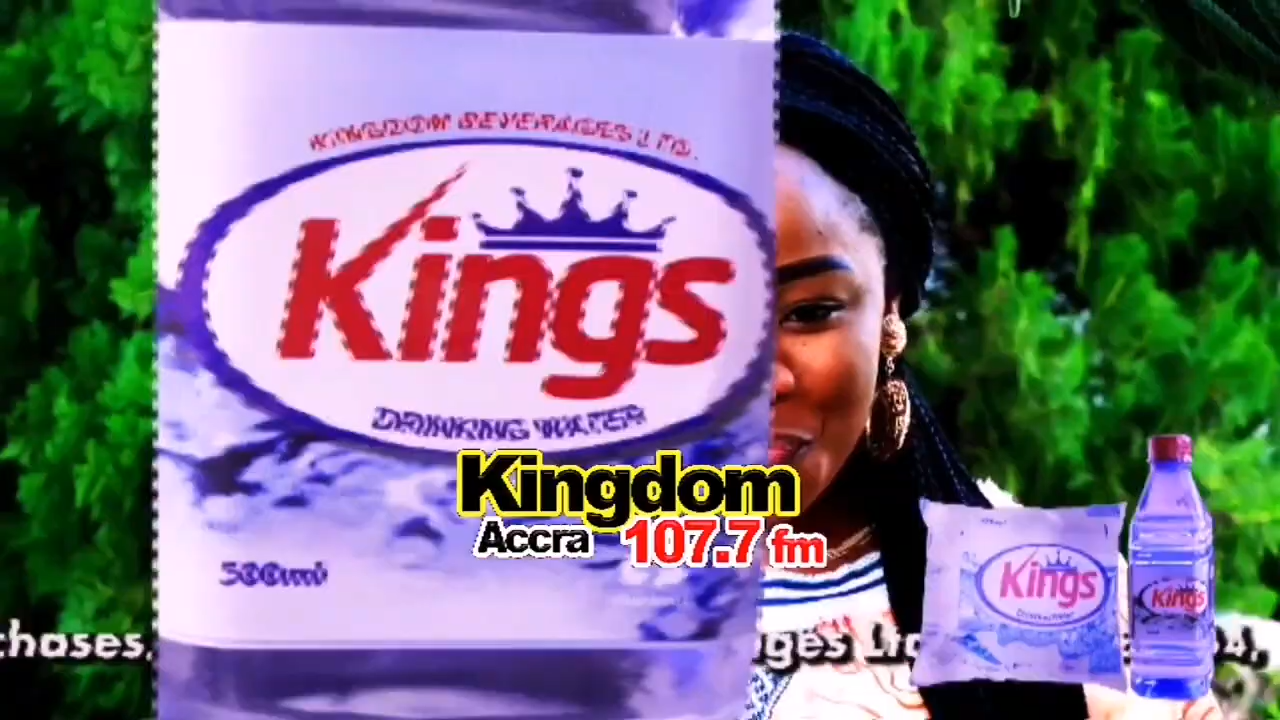 KINGDOM BEVERAGES LTD.
Kings
DRINKING WATER
Kingdom
Accra 107.7 fm
500ml
Kings
Kings
chases,
ges Lt